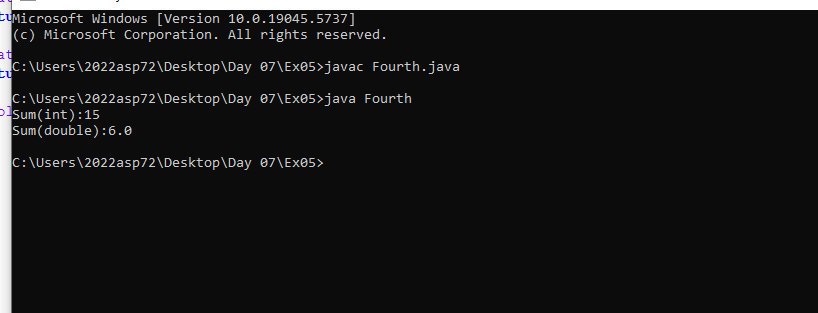 Microsoft Windows [Version 10.0.19045.5737]
(c) Microsoft Corporation. All rights reserved.
C:\Users\2022asp72\Desktop\Day 07\Ex05>javac Fourth.java
C:\Users\2022asp72\Desktop\Day 07\Ex05>java Fourth
Sum(int):15
Sum(double):6.0
C:\Users\2022asp72\Desktop\Day 07\Ex05>